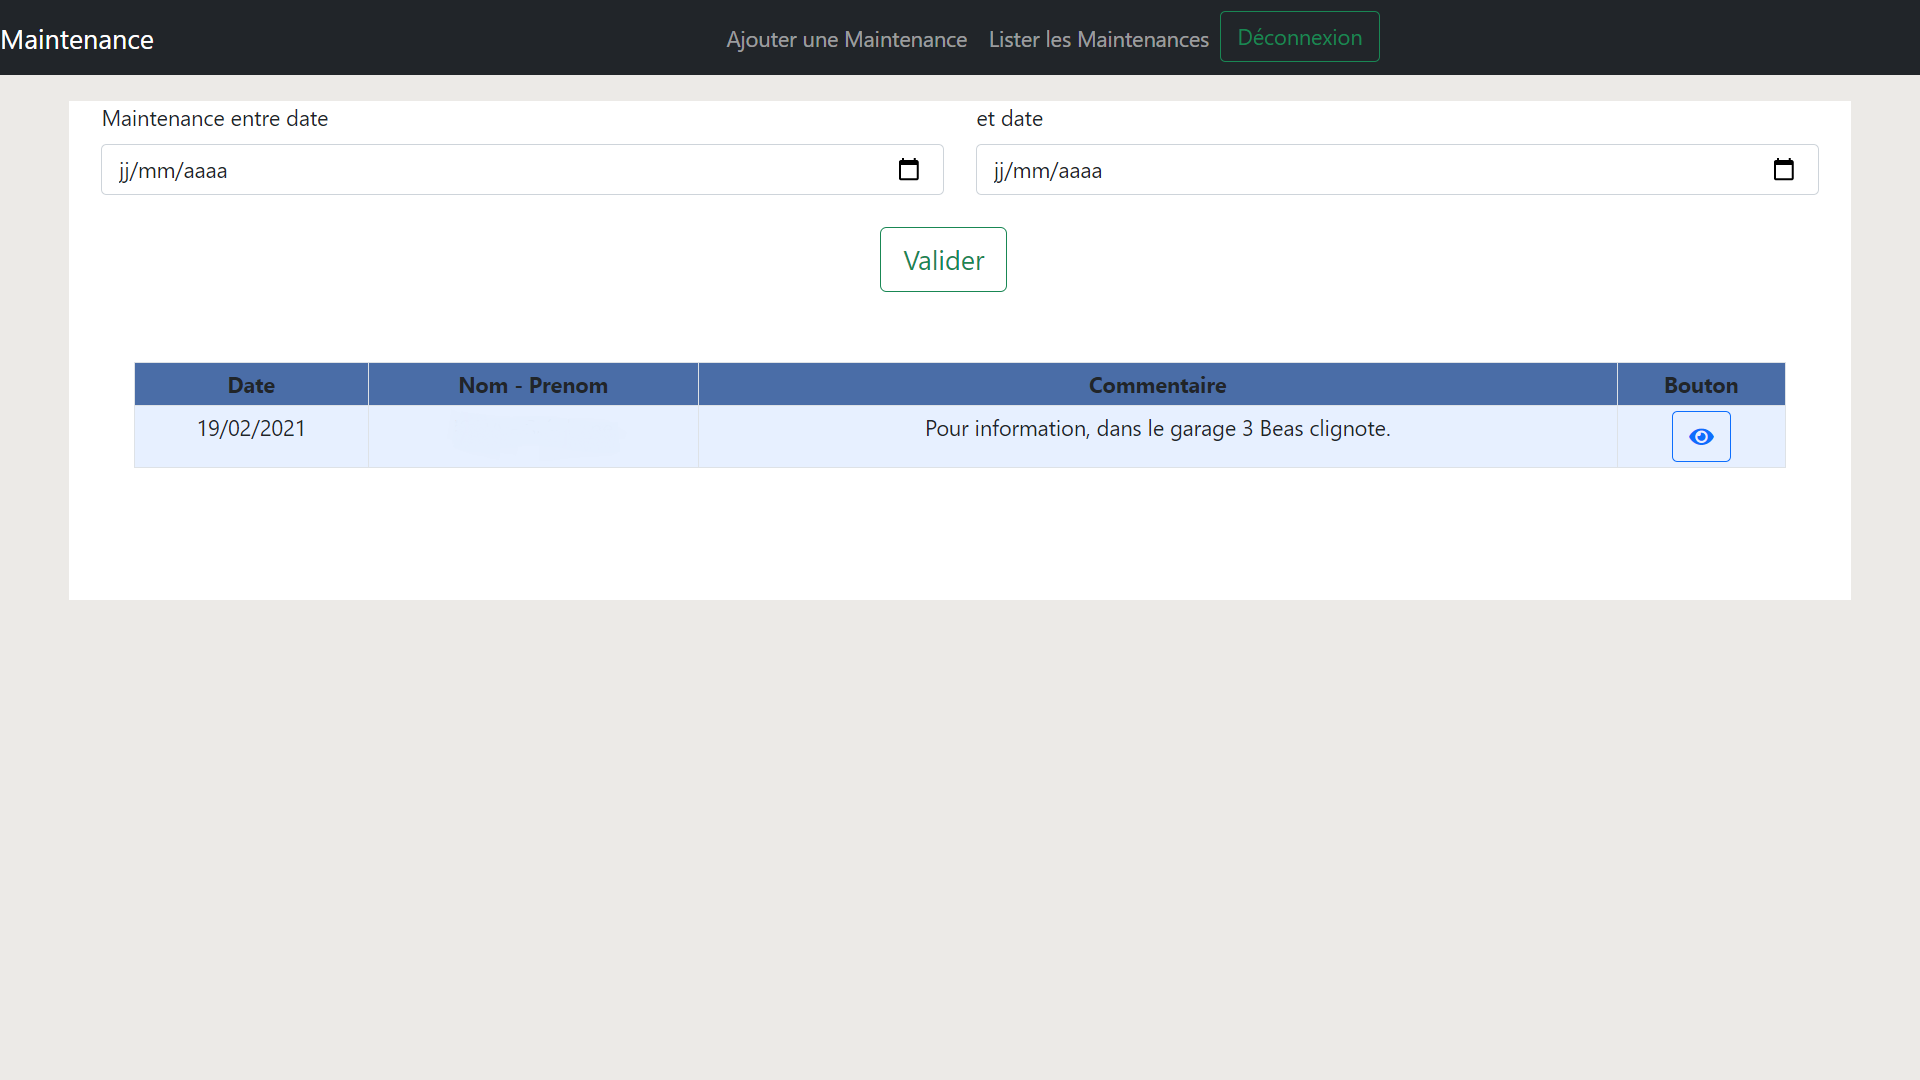 Maintenance
Ajouter une Maintenance Lister les Maintenances Déconnexion
Maintenance entre date et date
jj/mm/aaaa jj/mm/aaaa
Valider
Date Nom - Prenom Commentaire Bouton
19/02/2021 Pour information, dans le garage 3 Beas clignote.